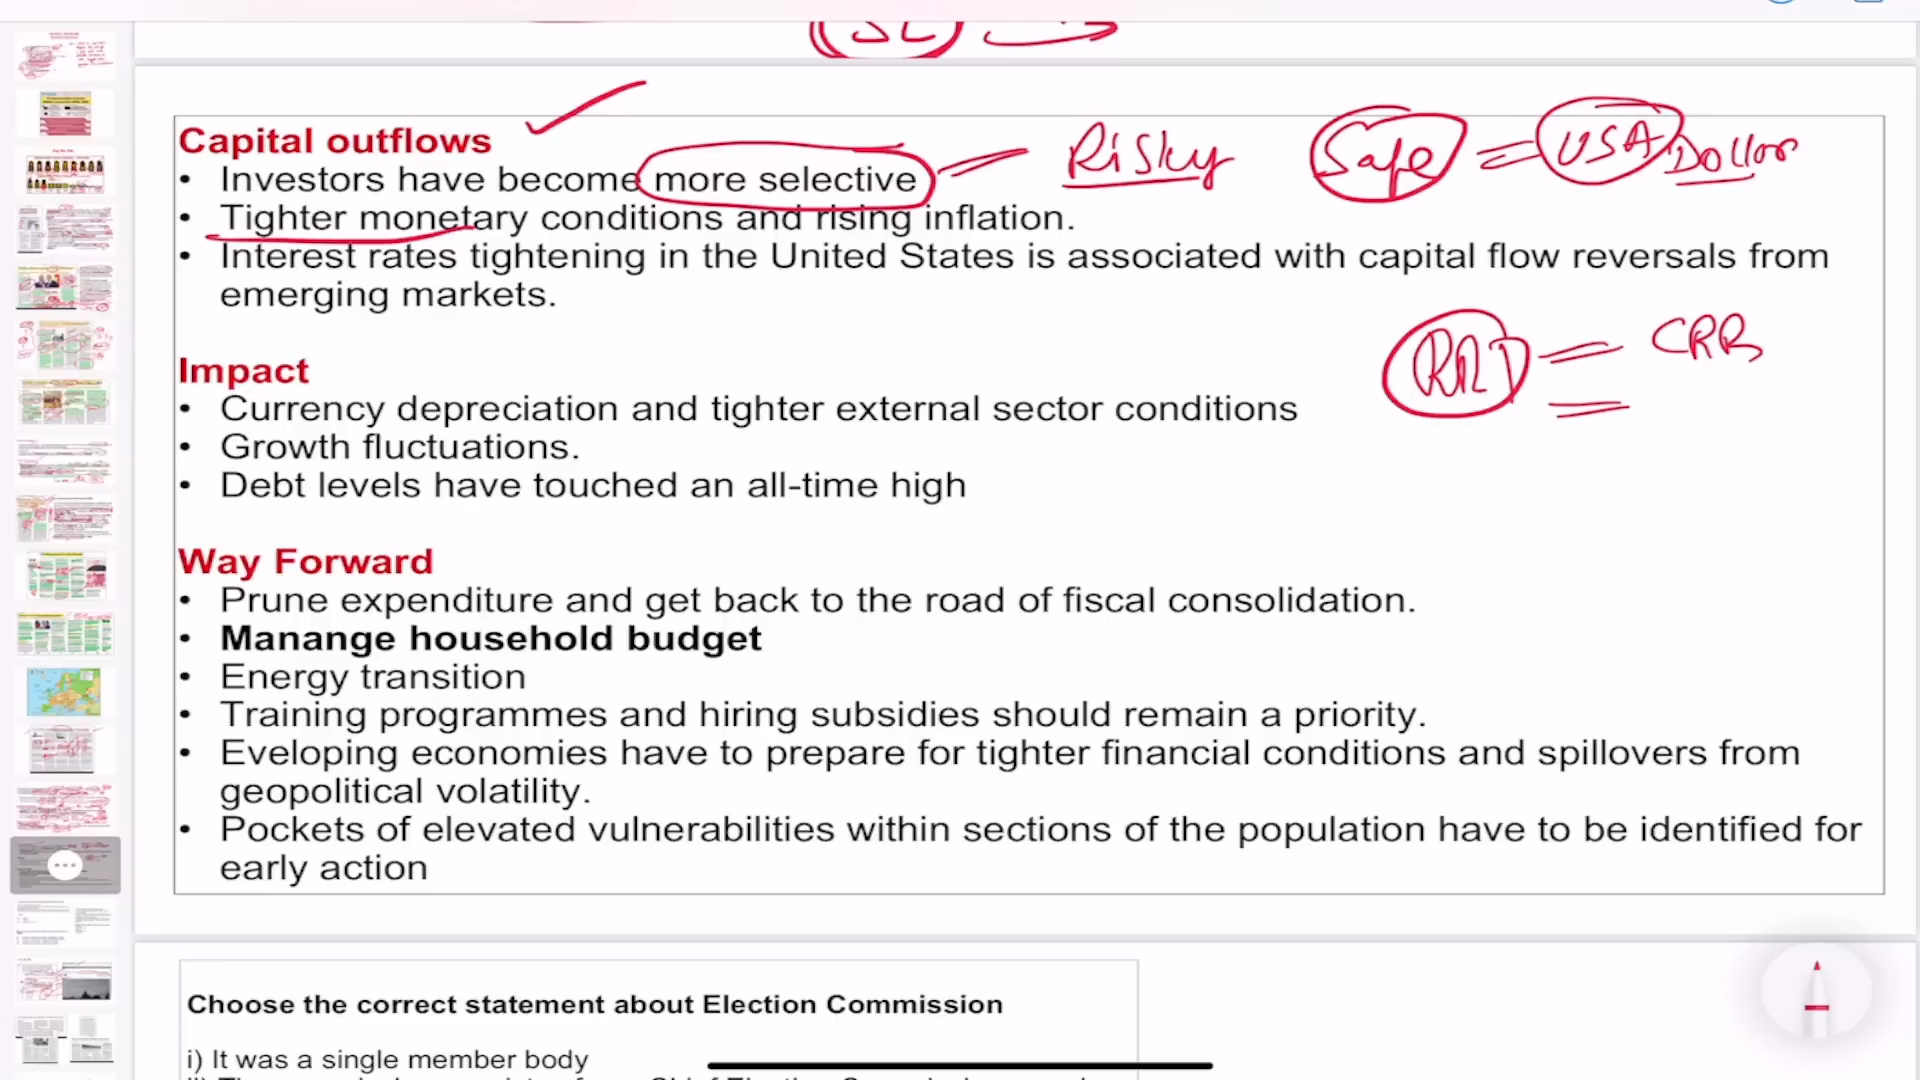 SL
Capital outflows
Risky Safe = USA Dollar
• Investors have become more selective
• Tighter monetary conditions and rising inflation.
• Interest rates tightening in the United States is associated with capital flow reversals from
emerging markets.
= CRR
Impact
• Currency depreciation and tighter external sector conditions
• Growth fluctuations.
• Debt levels have touched an all-time high
Way Forward
• Prune expenditure and get back to the road of fiscal consolidation.
• Manange household budget
• Energy transition
• Training programmes and hiring subsidies should remain a priority.
• Eveloping economies have to prepare for tighter financial conditions and spillovers from
geopolitical volatility.
• Pockets of elevated vulnerabilities within sections of the population have to be identified for
early action
Choose the correct statement about Election Commission
i) It was a single member body